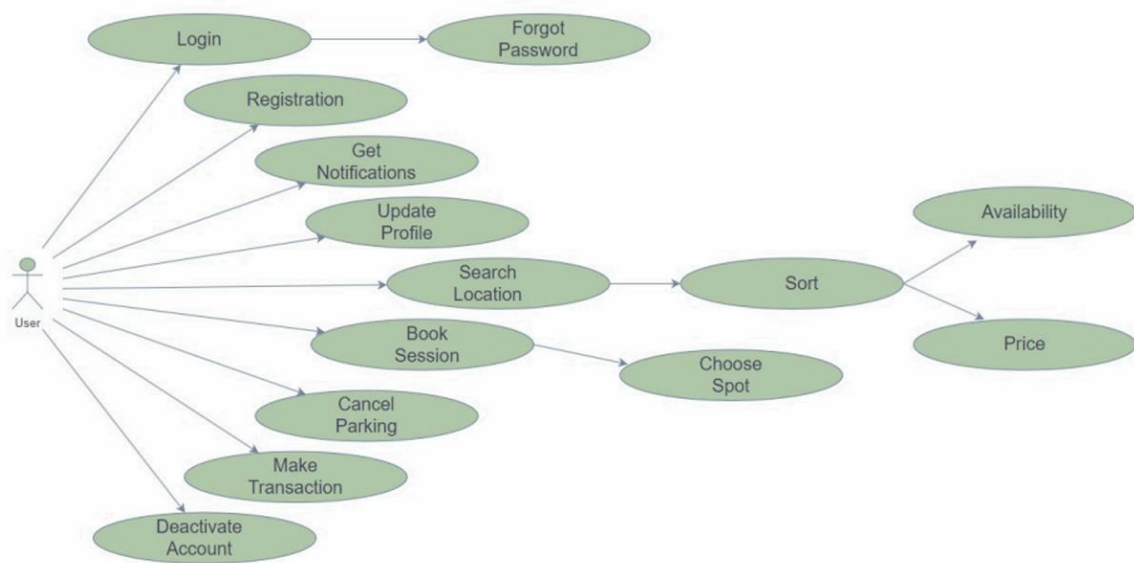 Login
Forgot
Password
Registration
Get
Notifications
Update
Profile
Availability
Search
Location
Sort
User
Book
Session
Price
Choose
Spot
Cancel
Parking
Make
Transaction
Deactivate
Account